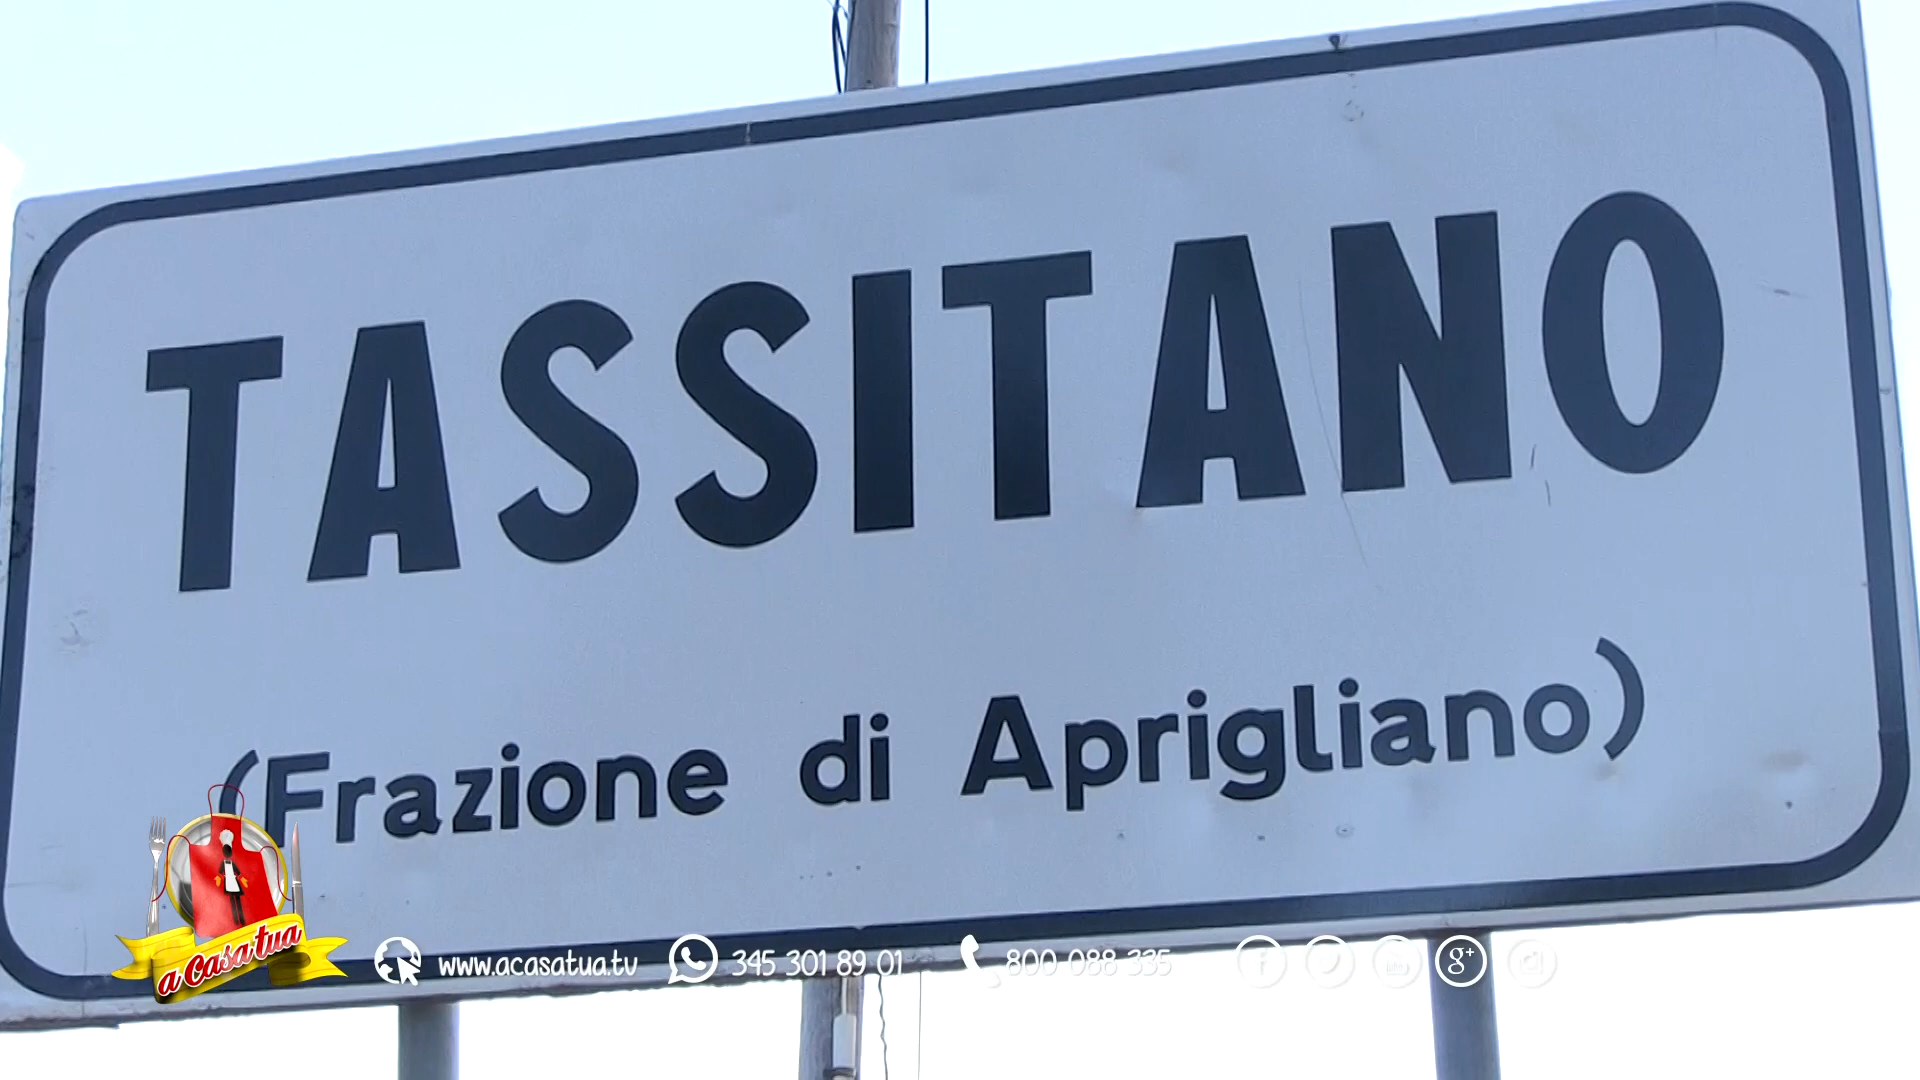 TASSITANO
(Frazione di Aprigliano)
a Casa tua
www.acasatua.tv 345 301 89 01 800 088 335 g+